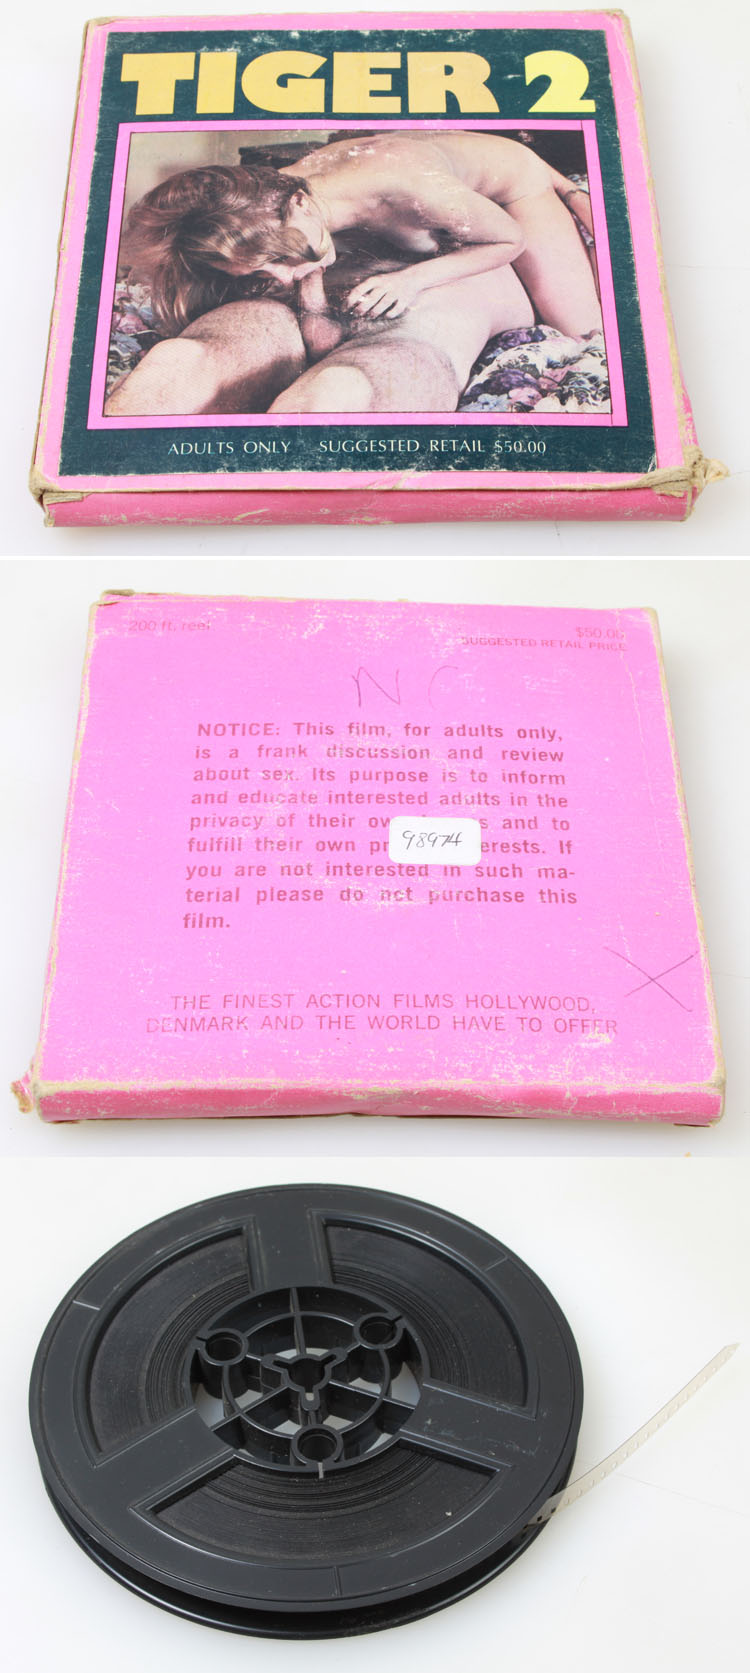 TIGER 2
ADULTS ONLY SUGGESTED RETAIL $50.00
200 ft. reel
$50.00
SUGGESTED RETAIL PRICE
N
NOTICE: This film, for adults only,
is a frank discussion and review
about sex. Its purpose is to inform
and educate interested adults in the
privacy of their and to
fulfill their own If
98974
you are not interested in such ma-
terial please do not purchase this
film.
X
THE FINEST ACTION FILMS HOLLYWOOD,
DENMARK AND THE WORLD HAVE TO OFFER